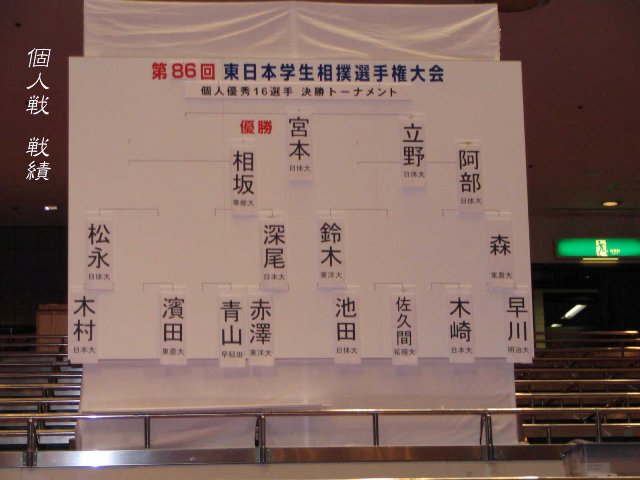 個人戦 戦績
第86回 東日本学生相撲選手権大会
個人優秀16選手 決勝トーナメント
優勝
宮本
日体大
立野
日体大
相坂
専修大
阿部
日体大
松永
日体大
深尾
日本大
鈴木
東洋大
森
東農大
木村
日本大
濱田
東農大
青山
早稲田
赤澤
東洋大
池田
日体大
佐久間
拓殖大
木崎
日本大
早川
明治大